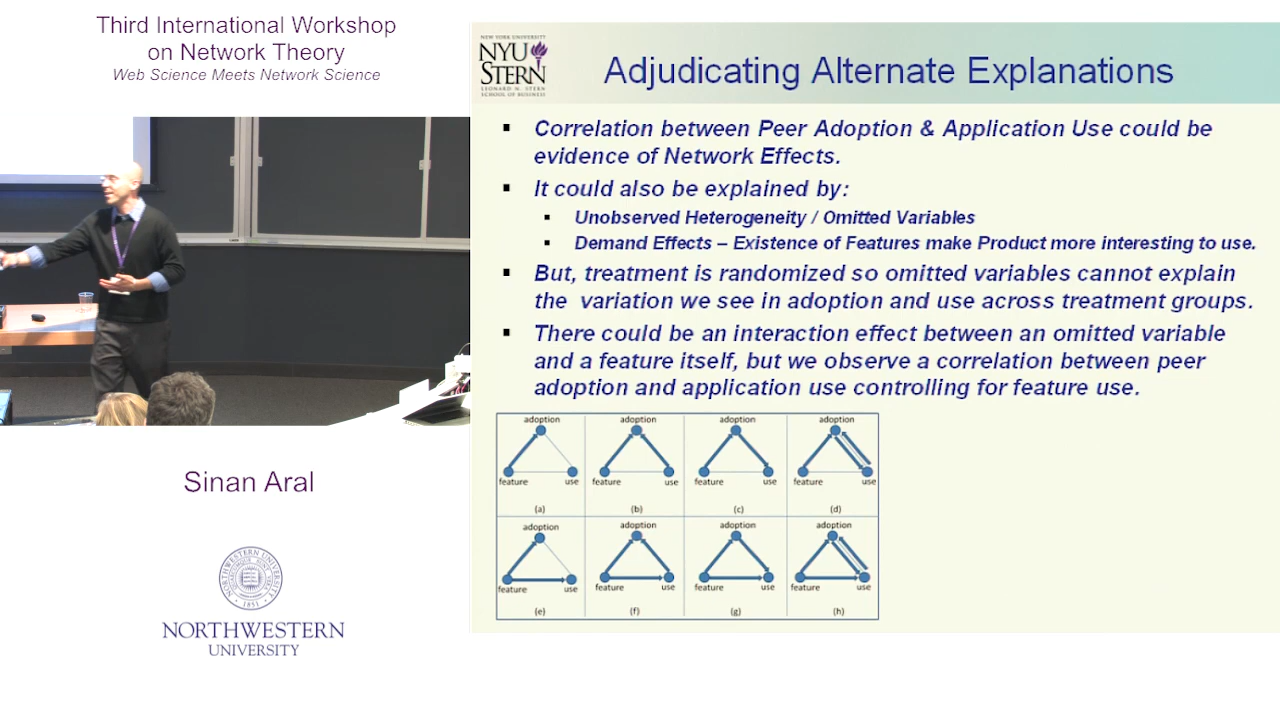 Third International Workshop
on Network Theory
Web Science Meets Network Science
Sinan Aral
1851
NORTHWESTERN
UNIVERSITY
NEW YORK UNIVERSITY
NYU
STERN
LEONARD N. STERN
SCHOOL OF BUSINESS
Adjudicating Alternate Explanations
Correlation between Peer Adoption & Application Use could be
evidence of Network Effects.
It could also be explained by:
Unobserved Heterogeneity / Omitted Variables
Demand Effects – Existence of Features make Product more interesting to use.
But, treatment is randomized so omitted variables cannot explain
the variation we see in adoption and use across treatment groups.
There could be an interaction effect between an omitted variable
and a feature itself, but we observe a correlation between peer
adoption and application use controlling for feature use.
adoption adoption adoption adoption
feature use feature use feature use feature use
(a) (b) (c) (d)
adoption adoption adoption adoption
feature use feature use feature use feature use
(e) (f) (g) (h)